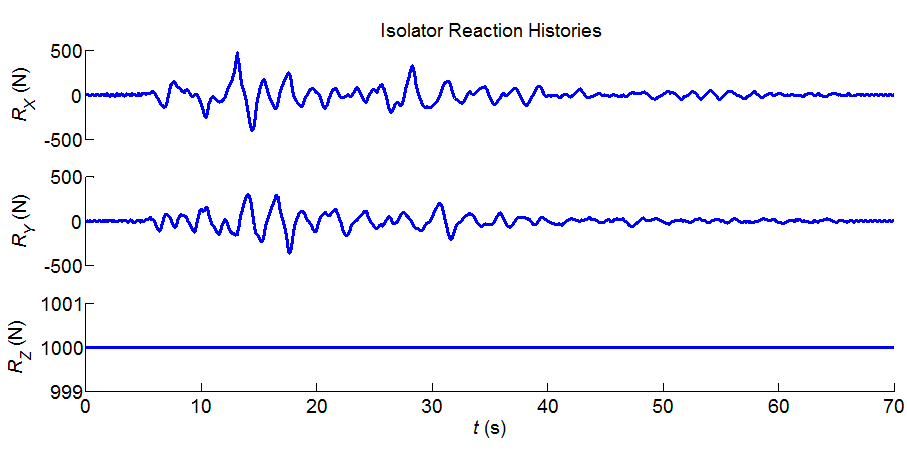 Isolator Reaction Histories
500
0
-500
R_X (N)
500
0
-500
R_Y (N)
1001
1000
999
R_Z (N)
0 10 20 30 40 50 60 70
t (s)